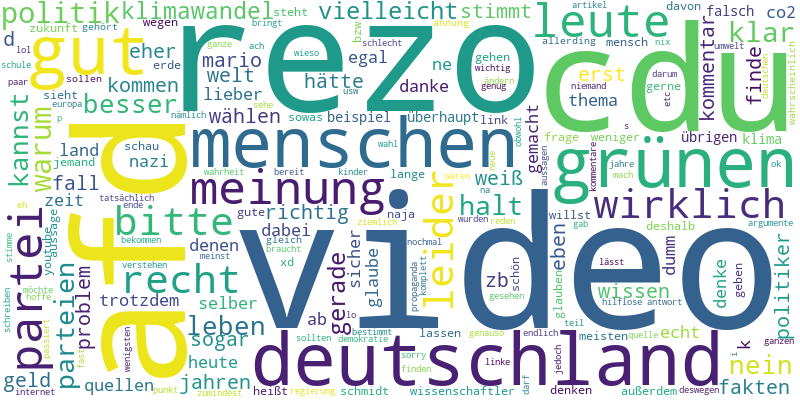 politik klimawandel steht vielleicht stimmt leute davon falsch co2
wegen artikel
zukunft gehört bringt bzw schlecht ahnung allerding mensch nix klar
d lol ganze ach wieso
gut eher mario egal ne gehen
rezo cdu
schule erde welt hätte danke erst thema
paar sollen kommen lieber usw wichtig genug ändern
sieht besser sehe niemand darum etc gerne
europa nämlich wählen sowas beispiel überhaupt link obwohl
kannst warum p schau menschen gemacht frage weniger klima
kommentar finde umwelt deutschen wahrscheinlich
land nazi wahrheit wahl s übrigen
jemand bereit kinder lange weiß aussagen kommentare jahre ok
fall tatsächlich meinung na wären neue mach grünen
zeit ende gute naja halt willst wirklich
eh bitte richtig ziemlich wurden reden gab argumente
afd
partei youtube aussage bekommen denen dabei gleich nochmal leider eben deshalb
stimme verstehen meinst braucht sicher glaube schön lässt dumm politiker
recht xd gerade propaganda komplett zb gesehen glauben wissen denke geben
schreiben möchte hoffe parteien problem trotzdem selber video
passiert leben ab lo hilflose antwort
fast wenigsten sogar bestimmt lassen genauso endlich teil meisten quelle echt k i ganzen
heute sollten demokratie sorry linke jedoch nein
geld quellen jahren deutschland
internet punkt zumindest heißt regierung schmidt finden wissenschaftler darf denken außerdem deswegen fakten